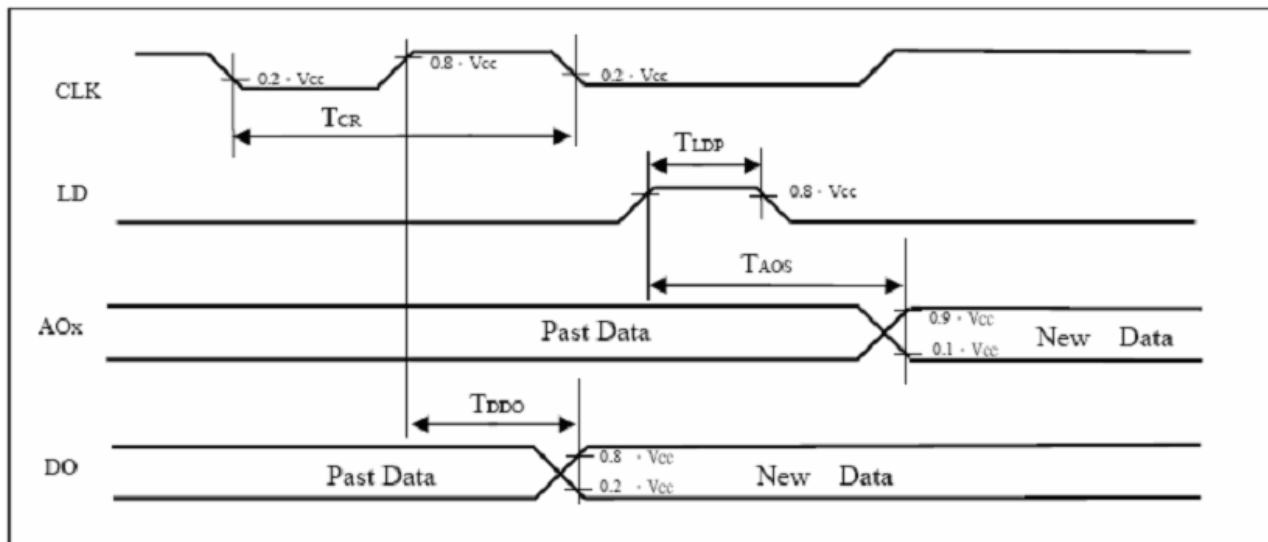 CLK
0.2 · Vcc
0.8 · Vcc
0.2 · Vcc
TCR
TLDP
LD
0.8 · Vcc
TAOS
AOx
Past Data
0.9 · Vcc
0.1 · Vcc
New Data
TDDO
DO
Past Data
0.8 · Vcc
0.2 · Vcc
New Data